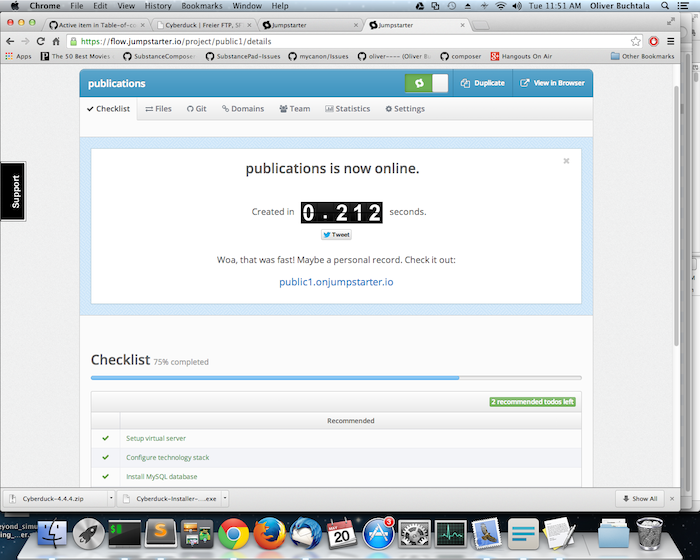 Chrome File Edit View History Bookmarks Window Help
Tue 11:51 AM Oliver Buchtala
Active item in Table-of-co
Cyberduck | Freier FTP, SF
Jumpstarter
Jumpstarter
https://flow.jumpstarter.io/project/public1/details
Apps
The 50 Best Movies
SubstanceCompose
SubstancePad-Issues
mycanon/Issues
oliver---- (Oliver B
composer
Hangouts On Air
Other Bookmarks
publications
Duplicate
View in Browser
Checklist
Files
Git
Domains
Team
Statistics
Settings
Support
publications is now online.
Created in 0.212 seconds.
Tweet
Woa, that was fast! Maybe a personal record. Check it out:
public1.onjumpstarter.io
Checklist 75% completed
2 recommended todos left
Recommended
Setup virtual server
Configure technology stack
Install MySQL database
Cyberduck-4.4.4.zip
Cyberduck-Installer-....exe
Show All
MAY
20
3